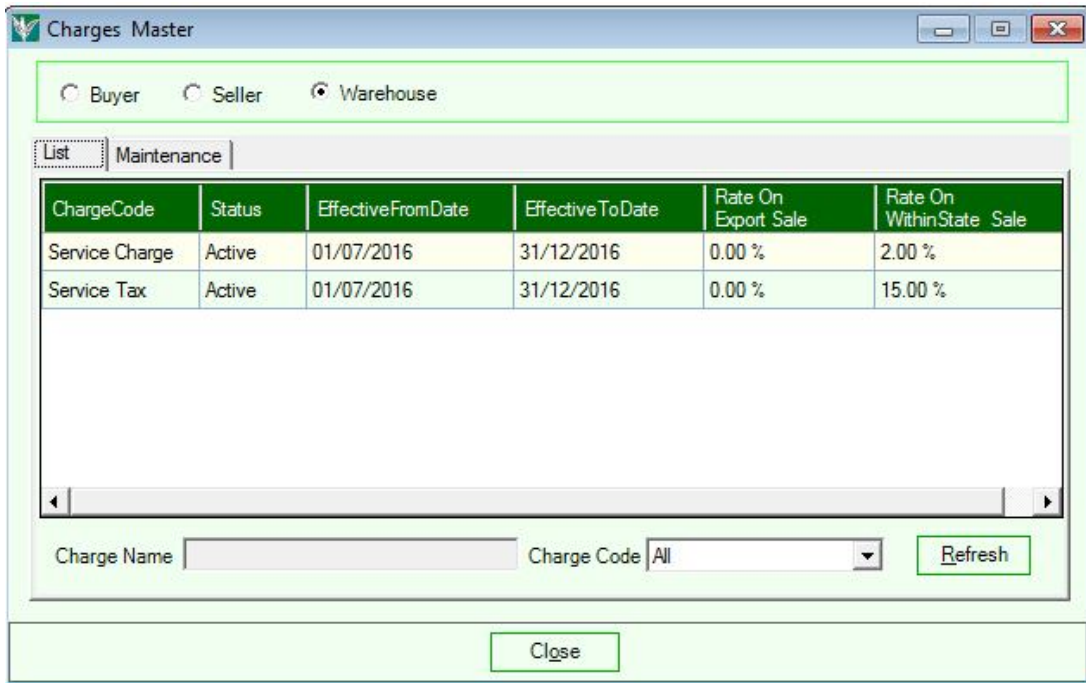 Charges Master
Buyer Seller Warehouse
List Maintenance
ChargeCode Status EffectiveFromDate EffectiveToDate Rate On Export Sale Rate On WithinState Sale
Service Charge Active 01/07/2016 31/12/2016 0.00 % 2.00 %
Service Tax Active 01/07/2016 31/12/2016 0.00 % 15.00 %
Charge Name Charge Code All Refresh
Close